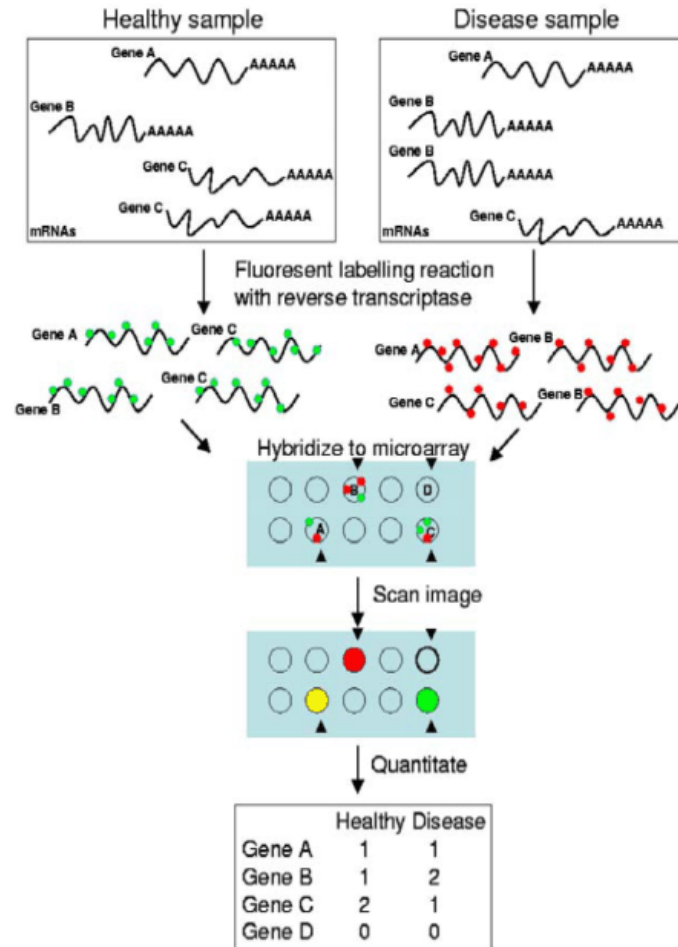 Healthy sample
Disease sample
Gene A
AAAAA
Gene B
AAAAA
Gene C
AAAAA
Gene C
AAAAA
mRNAs
Gene A
AAAAA
Gene B
AAAAA
Gene B
AAAAA
Gene C
AAAAA
mRNAs
Fluoresent labelling reaction
with reverse transcriptase
Gene A
Gene C
Gene B
Gene C
Gene A
Gene B
Gene C
Gene B
Hybridize to microarray
B
D
A
C
Scan image
Quantitate
Healthy Disease
Gene A 1 1
Gene B 1 2
Gene C 2 1
Gene D 0 0